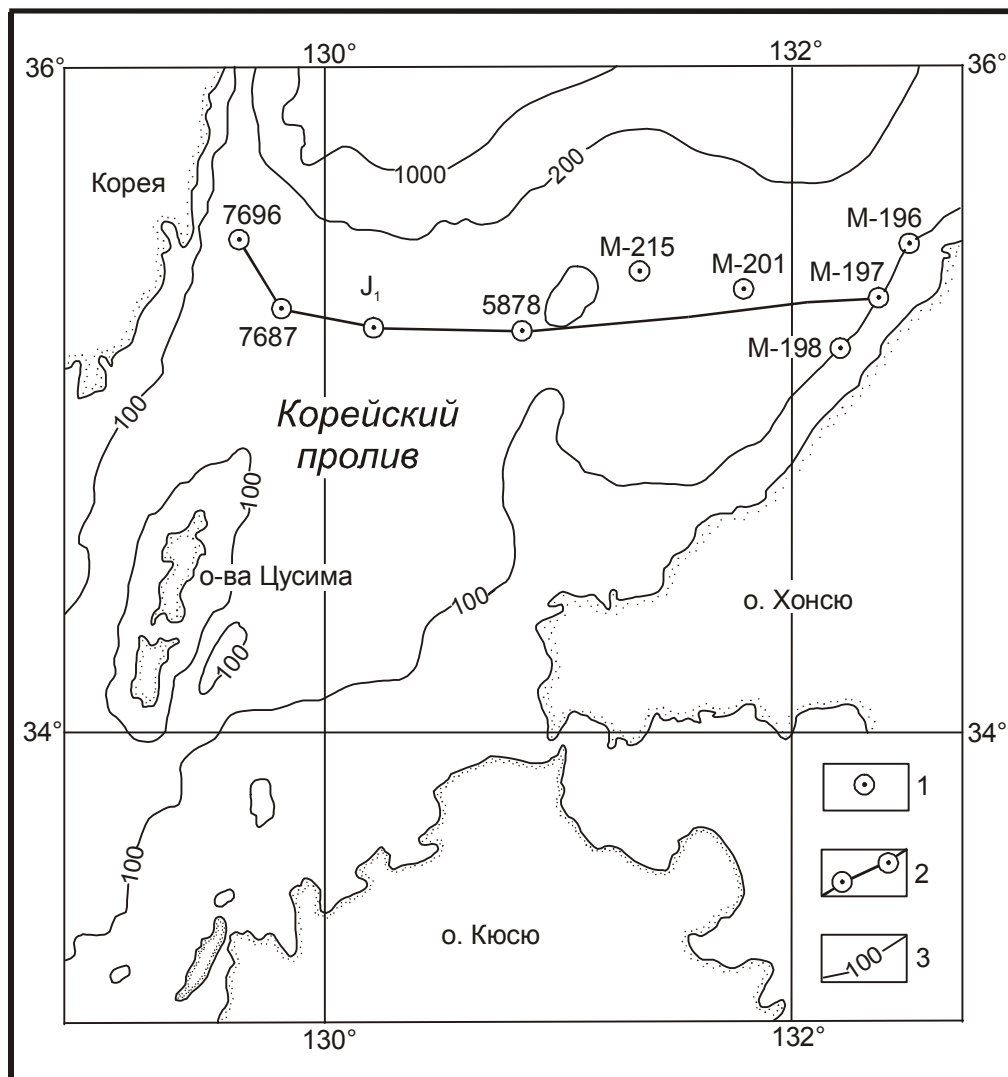 130°
132°
36°
36°
Корея
1000
200
7696
М-196
М-215
М-201
М-197
J₁
5878
7687
М-198
100
Корейский
пролив
100
о-ва Цусима
100
о. Хонсю
100
34°
34°
1
100
2
о. Кюсю
100
3
130°
132°